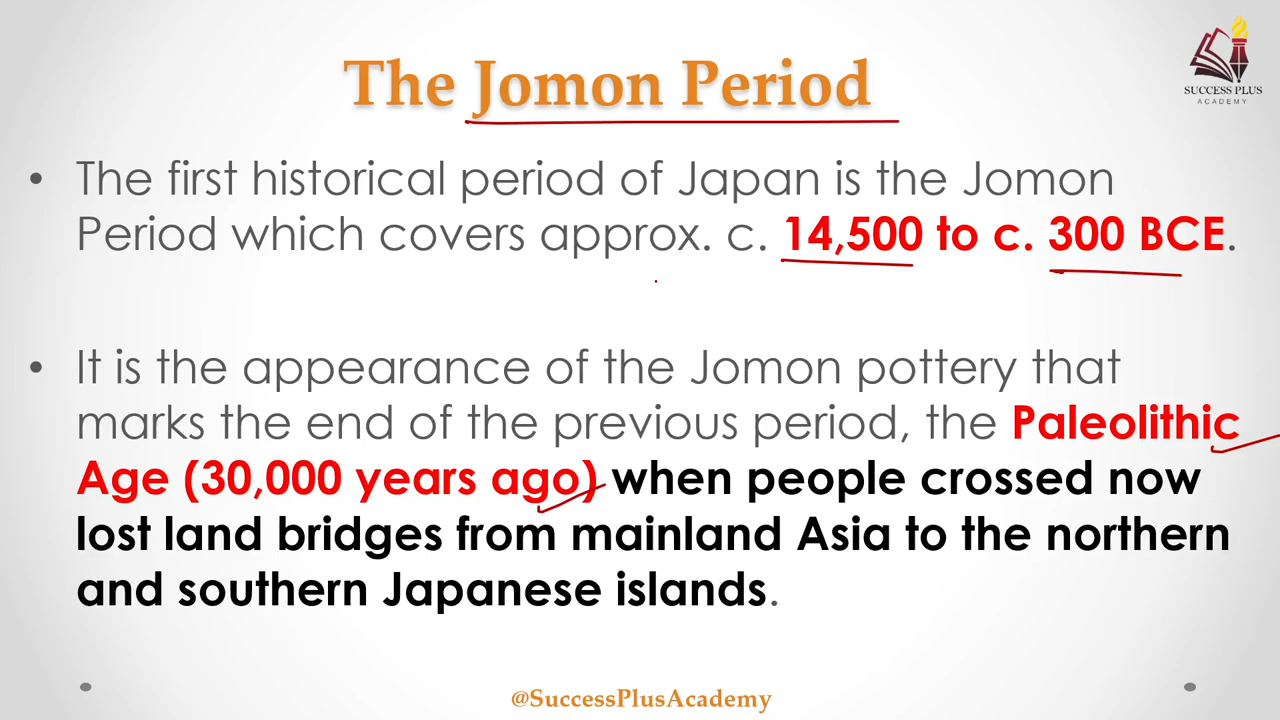 SUCCESS PLUS
ACADEMY
The Jomon Period
• The first historical period of Japan is the Jomon
Period which covers approx. c. 14,500 to c. 300 BCE.
• It is the appearance of the Jomon pottery that
marks the end of the previous period, the Paleolithic
Age (30,000 years ago) when people crossed now
lost land bridges from mainland Asia to the northern
and southern Japanese islands.
@SuccessPlusAcademy